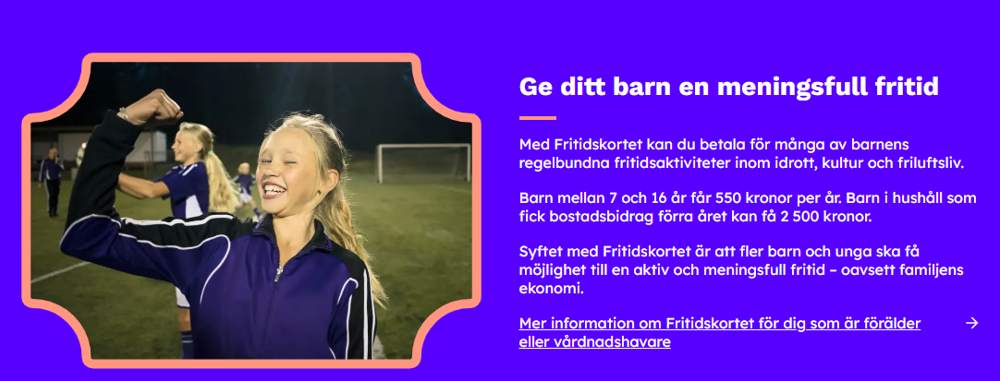 Ge ditt barn en meningsfull fritid
Med Fritidskortet kan du betala för många av barnens
regelbundna fritidsaktiviteter inom idrott, kultur och friluftsliv.
Barn mellan 7 och 16 år får 550 kronor per år. Barn i hushåll som
fick bostadsbidrag förra året kan få 2 500 kronor.
Syftet med Fritidskortet är att fler barn och unga ska få
möjlighet till en aktiv och meningsfull fritid – oavsett familjens
ekonomi.
Mer information om Fritidskortet för dig som är förälder
eller vårdnadshavare